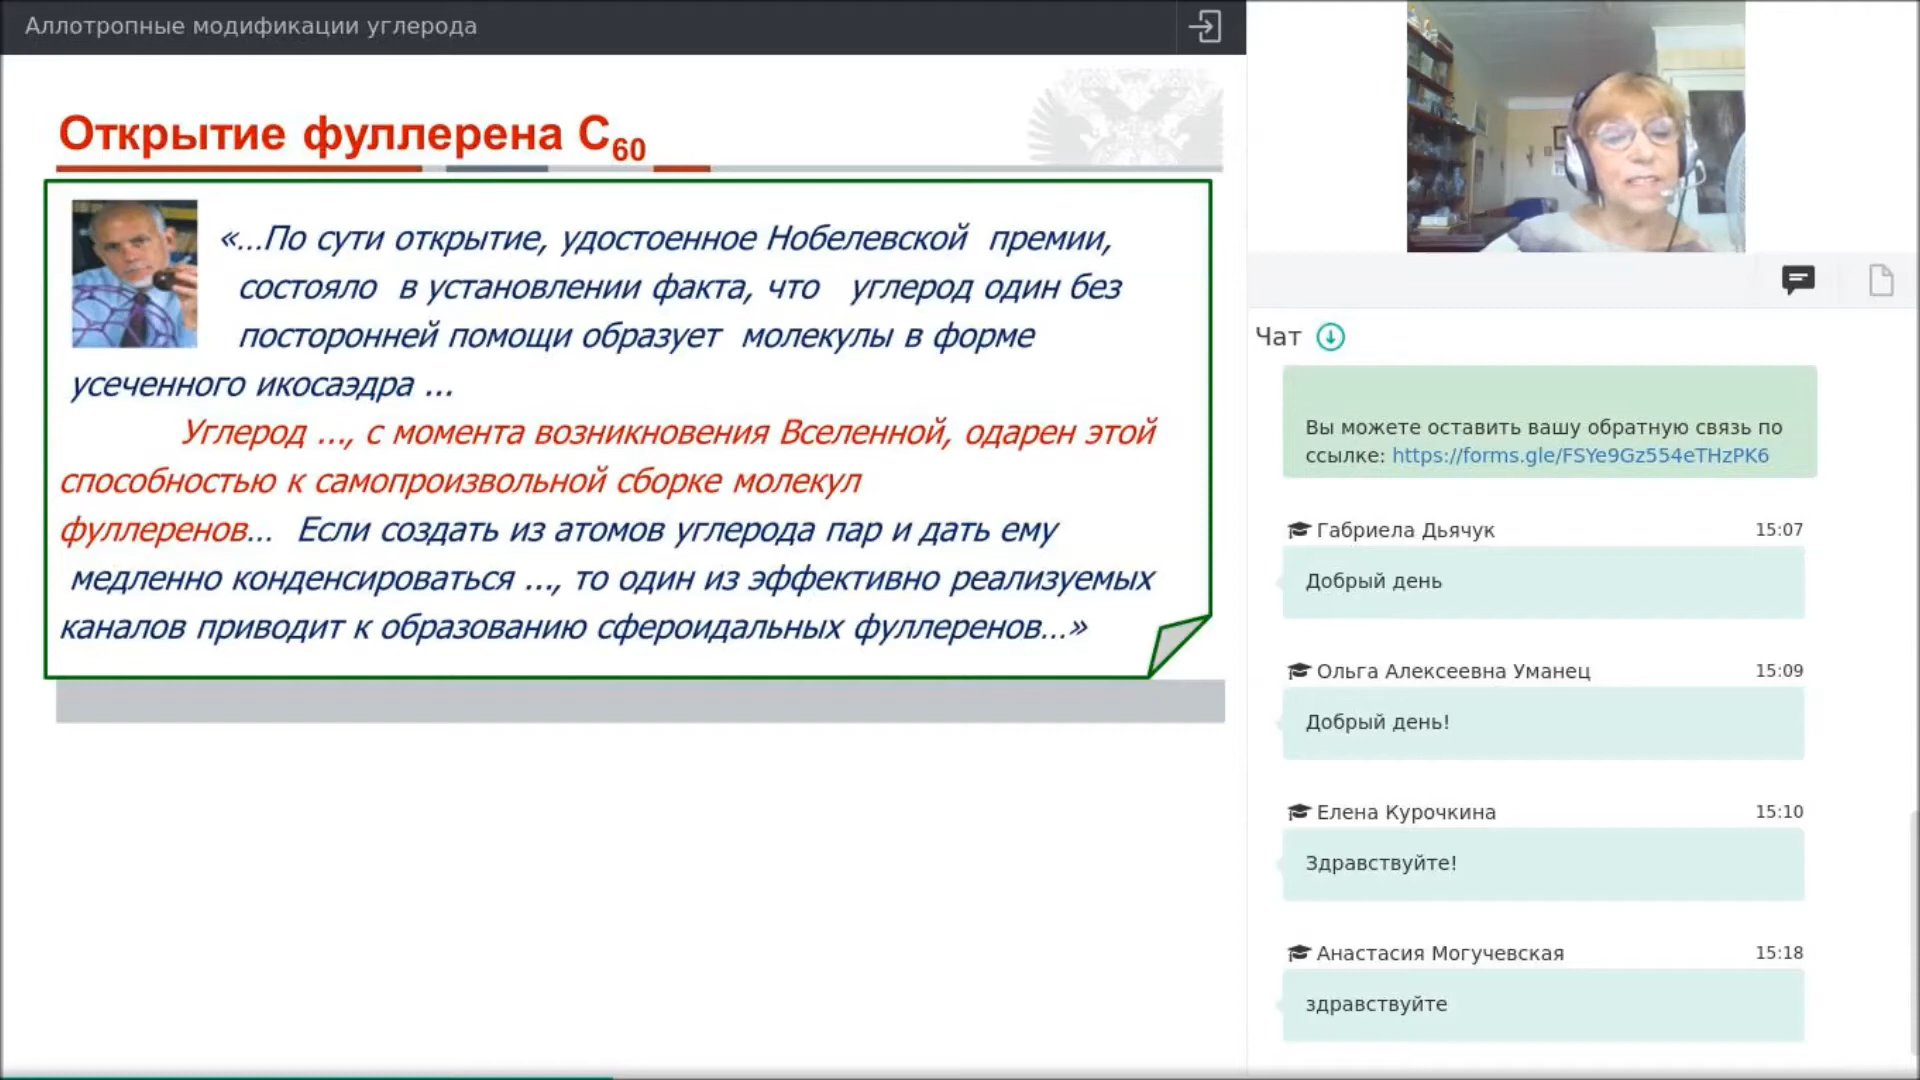 Аллотропные модификации углерода
Открытие фуллерена C60
«...По сути открытие, удостоенное Нобелевской премии,
состояло в установлении факта, что углерод один без
посторонней помощи образует молекулы в форме
усеченного икосаэдра ...
Углерод ..., с момента возникновения Вселенной, одарен этой
способностью к самопроизвольной сборке молекул
фуллеренов... Если создать из атомов углерода пар и дать ему
медленно конденсироваться ..., то один из эффективно реализуемых
каналов приводит к образованию сфероидальных фуллеренов...»
Чат
Вы можете оставить вашу обратную связь по
ссылке: https://forms.gle/FSYe9Gz554eTHzPK6
Габриела Дьячук 15:07
Добрый день
Ольга Алексеевна Уманец 15:09
Добрый день!
Елена Курочкина 15:10
Здравствуйте!
Анастасия Могучевская 15:18
здравствуйте